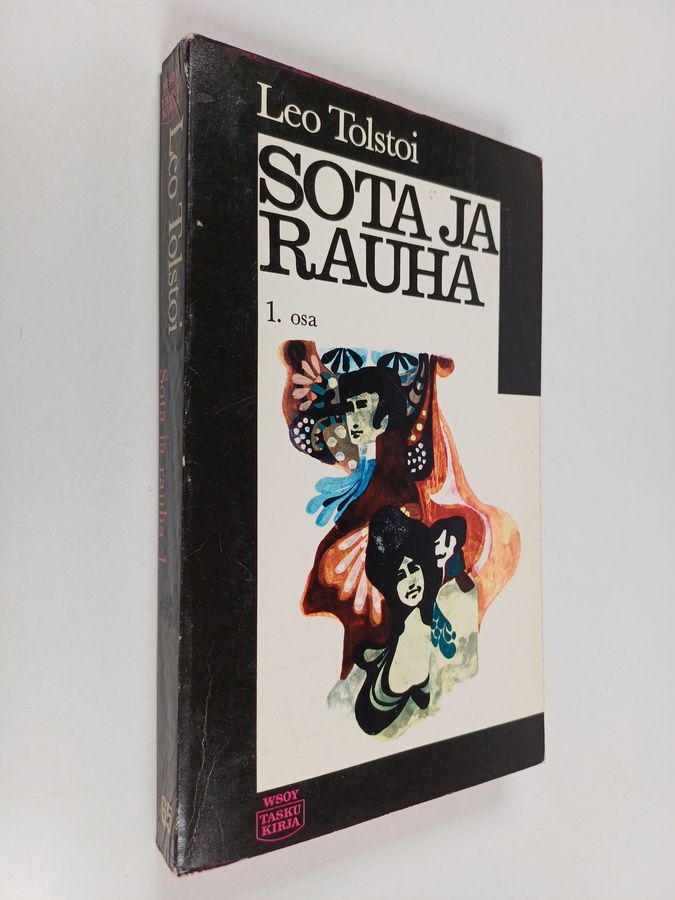 Leo Tolstoi
SOTA JA
RAUHA
1. osa
WSOY
TASKU
KIRJA
Leo Tolstoi
Sota ja rauha 1